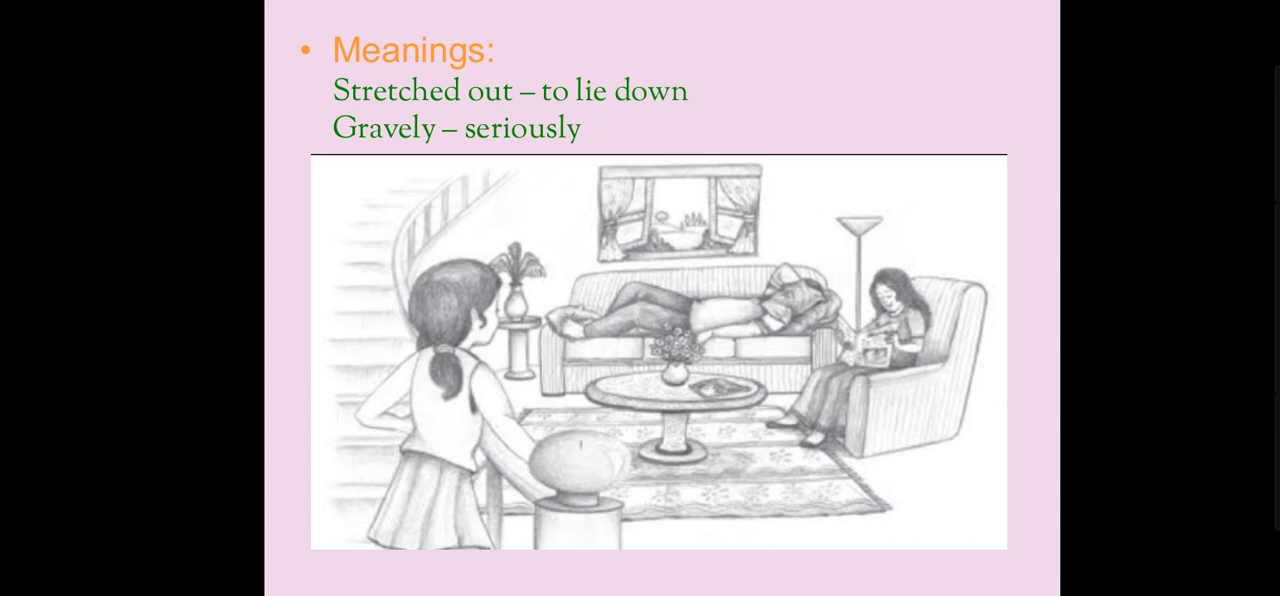 • Meanings:
Stretched out – to lie down
Gravely – seriously